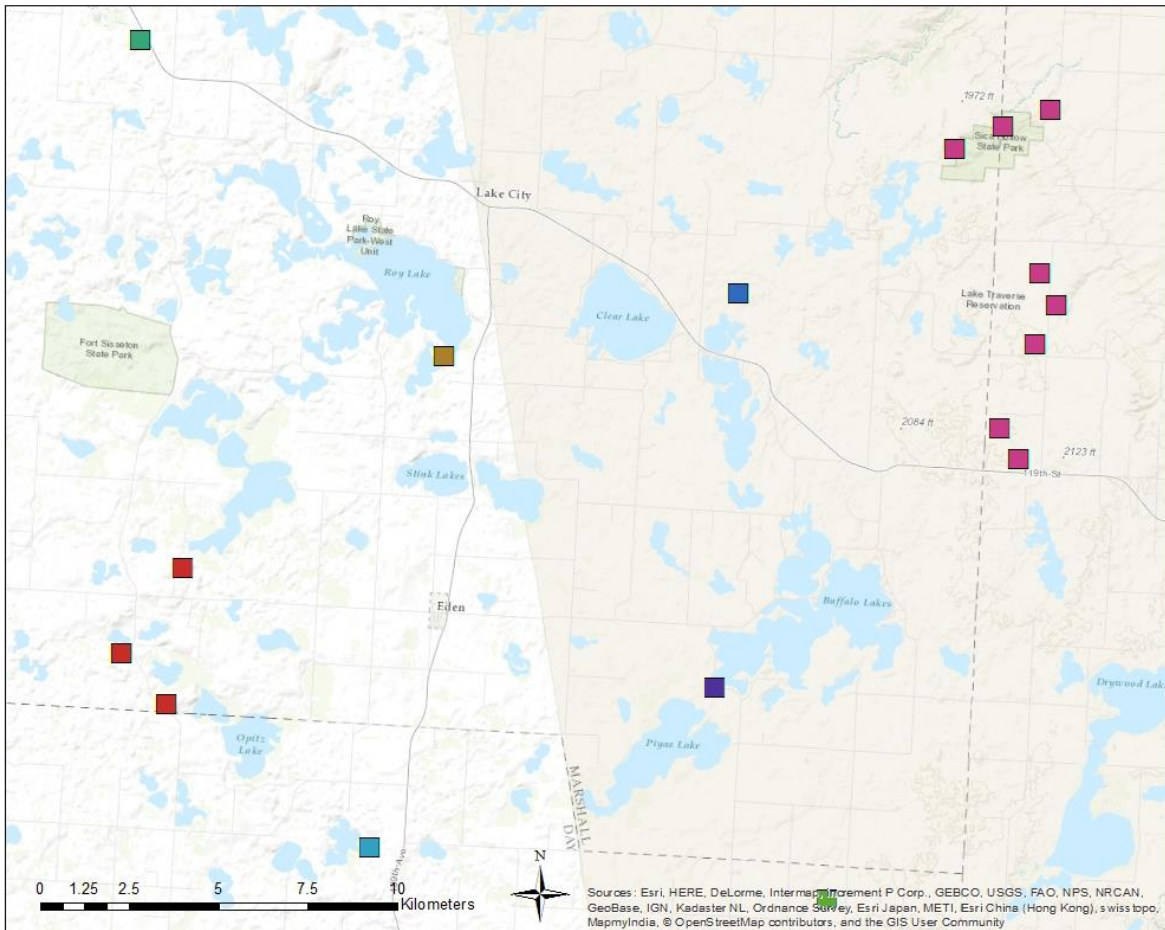 1972 ft
Sica Hollow
State Park
Lake City
Roy
Lake State
Park-West
Unit
Roy Lake
Clear Lake
Lake Traverse
Reservation
Fort Sisseton
State Park
2084 ft
2123 ft
119th St
Stink Lakes
Eden
Buffalo Lakes
Drywood Lake
Opitz
Lake
Piyas Lake
MARSHALL
DAY
N
0 1.25 2.5 5 7.5 10
Kilometers
Sources: Esri, HERE, DeLorme, Intermap, increment P Corp., GEBCO, USGS, FAO, NPS, NRCAN,
GeoBase, IGN, Kadaster NL, Ordnance Survey, Esri Japan, METI, Esri China (Hong Kong), swisstopo,
MapmyIndia, © OpenStreetMap contributors, and the GIS User Community